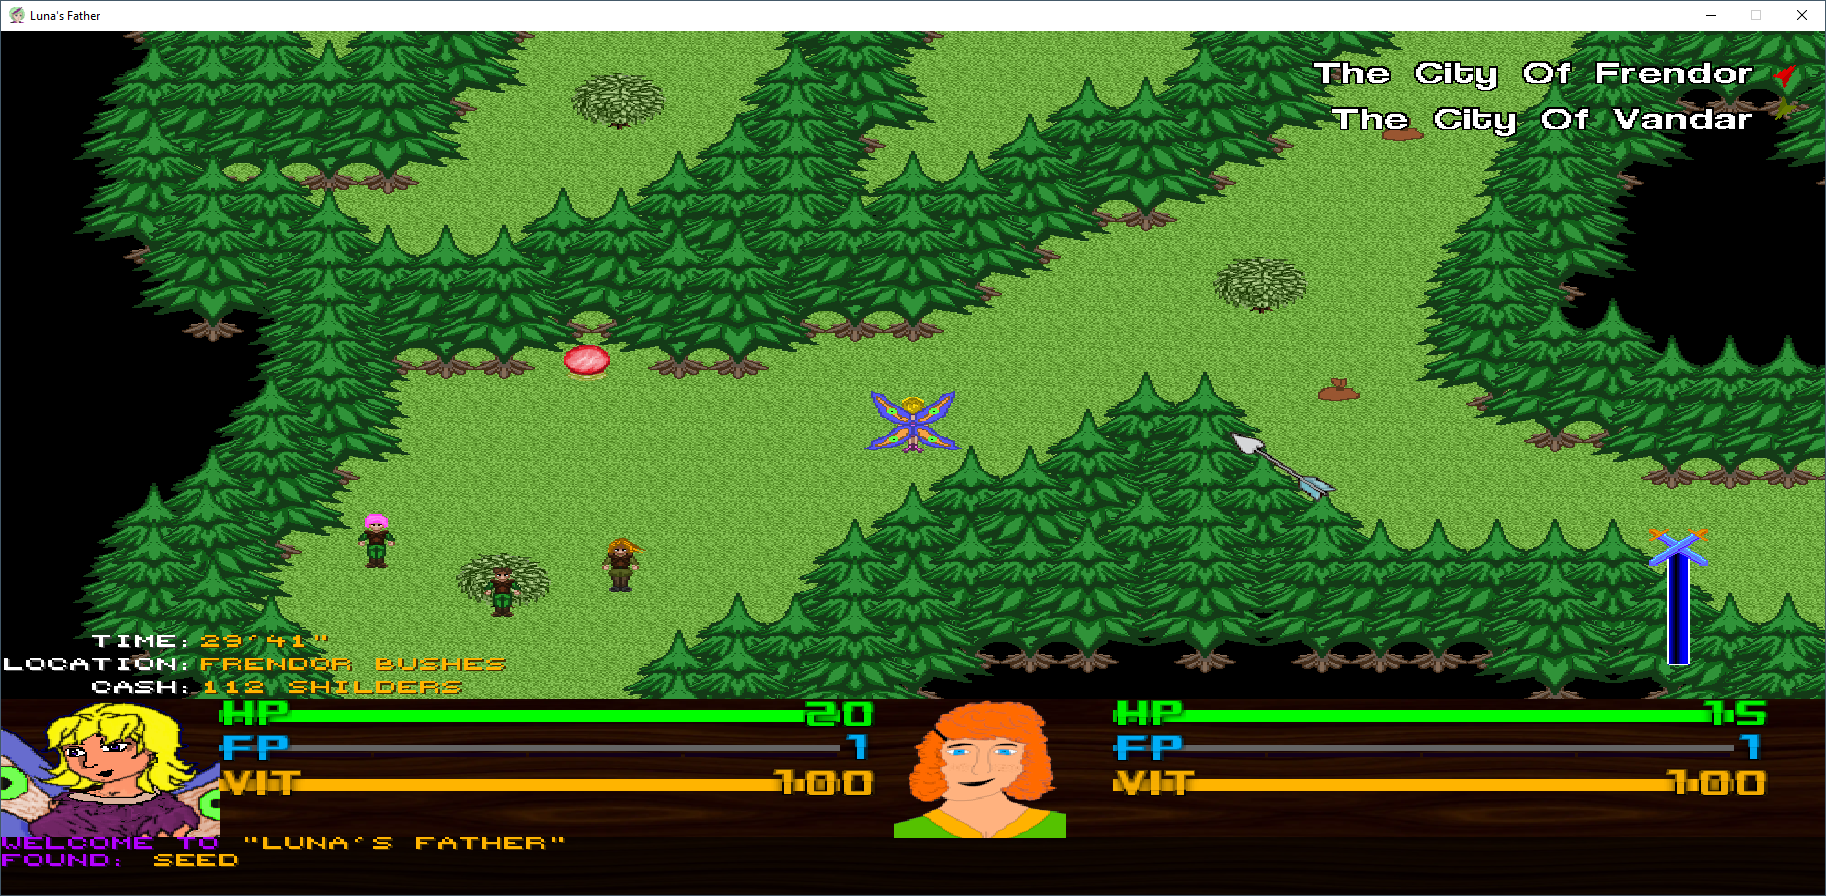 Luna's Father
The City Of Frendor
The City Of Vandar
TIME: 29'41"
LOCATION: FRENDOR BUSHES
CASH: 112 SHILDERS
HP 20
FP 1
VIT 100
HP 15
FP 1
VIT 100
WELCOME TO "LUNA'S FATHER"
FOUND: SEED